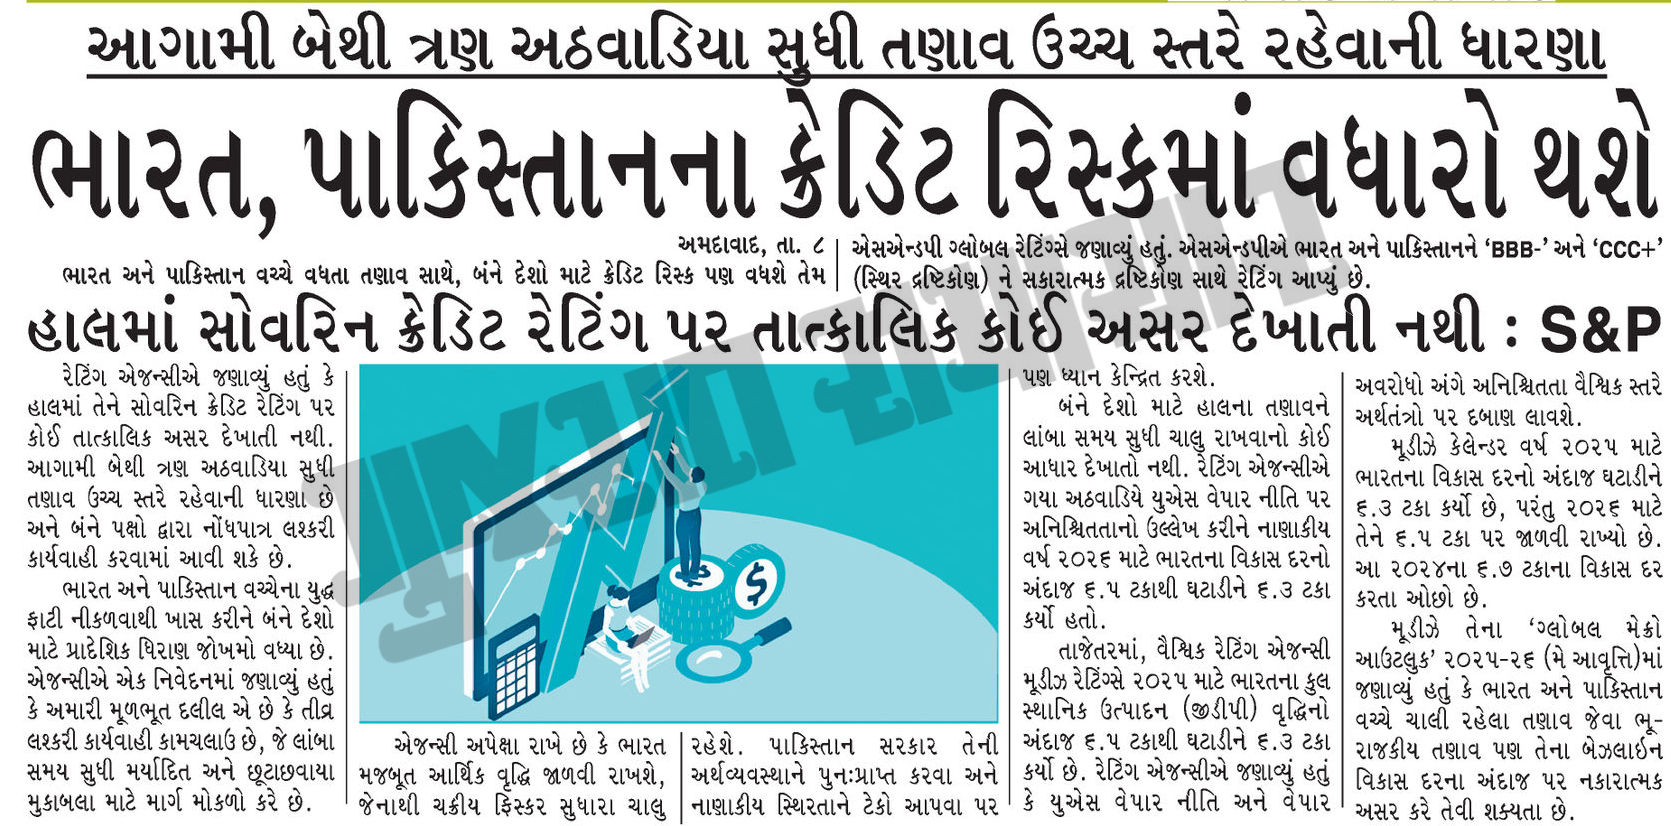 આગામી બેથી ત્રણ અઠવાડિયા સુધી તણાવ ઉચ્ચ સ્તરે રહેવાની ધારણા
ભારત, પાકિસ્તાનના ક્રેડિટ રિસ્કમાં વધારો થશે
અમદાવાદ, તા. ૮
ભારત અને પાકિસ્તાન વચ્ચે વધતા તણાવ સાથે, બંને દેશો માટે ક્રેડિટ રિસ્ક પણ વધશે તેમ
એસએન્ડપી ગ્લોબલ રેટિંગ્સે જણાવ્યું હતું. એસએન્ડપીએ ભારત અને પાકિસ્તાનને ‘BBB-’ અને ‘CCC+’
(સ્થિર દ્રષ્ટિકોણ) ને સકારાત્મક દ્રષ્ટિકોણ સાથે રેટિંગ આપ્યું છે.
હાલમાં સોવરિન ક્રેડિટ રેટિંગ પર તાત્કાલિક કોઈ અસર દેખાતી નથી : S&P
રેટિંગ એજન્સીએ જણાવ્યું હતું કે
હાલમાં તેને સોવરિન ક્રેડિટ રેટિંગ પર
કોઈ તાત્કાલિક અસર દેખાતી નથી.
આગામી બેથી ત્રણ અઠવાડિયા સુધી
તણાવ ઉચ્ચ સ્તરે રહેવાની ધારણા છે
અને બંને પક્ષો દ્વારા નોંધપાત્ર લશ્કરી
કાર્યવાહી કરવામાં આવી શકે છે.
ભારત અને પાકિસ્તાન વચ્ચેના યુદ્ધ
ફાટી નીકળવાથી ખાસ કરીને બંને દેશો
માટે પ્રાદેશિક ધિરાણ જોખમો વધ્યા છે.
એજન્સીએ એક નિવેદનમાં જણાવ્યું હતું
કે અમારી મૂળભૂત દલીલ એ છે કે તીવ્ર
લશ્કરી કાર્યવાહી કામચલાઉ છે, જે લાંબા
સમય સુધી મર્યાદિત અને છૂટાછવાયા
મુકાબલા માટે માર્ગ મોકળો કરે છે.
એજન્સી અપેક્ષા રાખે છે કે ભારત
મજબૂત આર્થિક વૃદ્ધિ જાળવી રાખશે,
જેનાથી ચક્રીય ફિસ્કર સુધારા ચાલુ
રહેશે. પાકિસ્તાન સરકાર તેની
અર્થવ્યવસ્થાને પુનઃપ્રાપ્ત કરવા અને
નાણાકીય સ્થિરતાને ટેકો આપવા પર
પણ ધ્યાન કેન્દ્રિત કરશે.
બંને દેશો માટે હાલના તણાવને
લાંબા સમય સુધી ચાલુ રાખવાનો કોઈ
આધાર દેખાતો નથી. રેટિંગ એજન્સીએ
ગયા અઠવાડિયે યુએસ વેપાર નીતિ પર
અનિશ્ચિતતાનો ઉલ્લેખ કરીને નાણાકીય
વર્ષ ૨૦૨૬ માટે ભારતના વિકાસ દરનો
અંદાજ ૬.૫ ટકાથી ઘટાડીને ૬.૩ ટકા
કર્યો હતો.
તાજેતરમાં, વૈશ્વિક રેટિંગ એજન્સી
મૂડીઝ રેટિંગ્સે ૨૦૨૫ માટે ભારતના કુલ
સ્થાનિક ઉત્પાદન (જીડીપી) વૃદ્ધિનો
અંદાજ ૬.૫ ટકાથી ઘટાડીને ૬.૩ ટકા
કર્યો છે. રેટિંગ એજન્સીએ જણાવ્યું હતું
કે યુએસ વેપાર નીતિ અને વેપાર
અવરોધો અંગે અનિશ્ચિતતા વૈશ્વિક સ્તરે
અર્થતંત્રો પર દબાણ લાવશે.
મૂડીઝે કેલેન્ડર વર્ષ ૨૦૨૫ માટે
ભારતના વિકાસ દરનો અંદાજ ઘટાડીને
૬.૩ ટકા કર્યો છે, પરંતુ ૨૦૨૬ માટે
તેને ૬.૫ ટકા પર જાળવી રાખ્યો છે.
આ ૨૦૨૪ના ૬.૭ ટકાના વિકાસ દર
કરતા ઓછો છે.
મૂડીઝે તેના ‘ગ્લોબલ મેક્રો
આઉટલુક’ ૨૦૨૫-૨૬ (મે આવૃત્તિ)માં
જણાવ્યું હતું કે ભારત અને પાકિસ્તાન
વચ્ચે ચાલી રહેલા તણાવ જેવા ભૂ-
રાજકીય તણાવ પણ તેના બેઝલાઇન
વિકાસ દરના અંદાજ પર નકારાત્મક
અસર કરે તેવી શક્યતા છે.
ગુજરાત સમાચાર